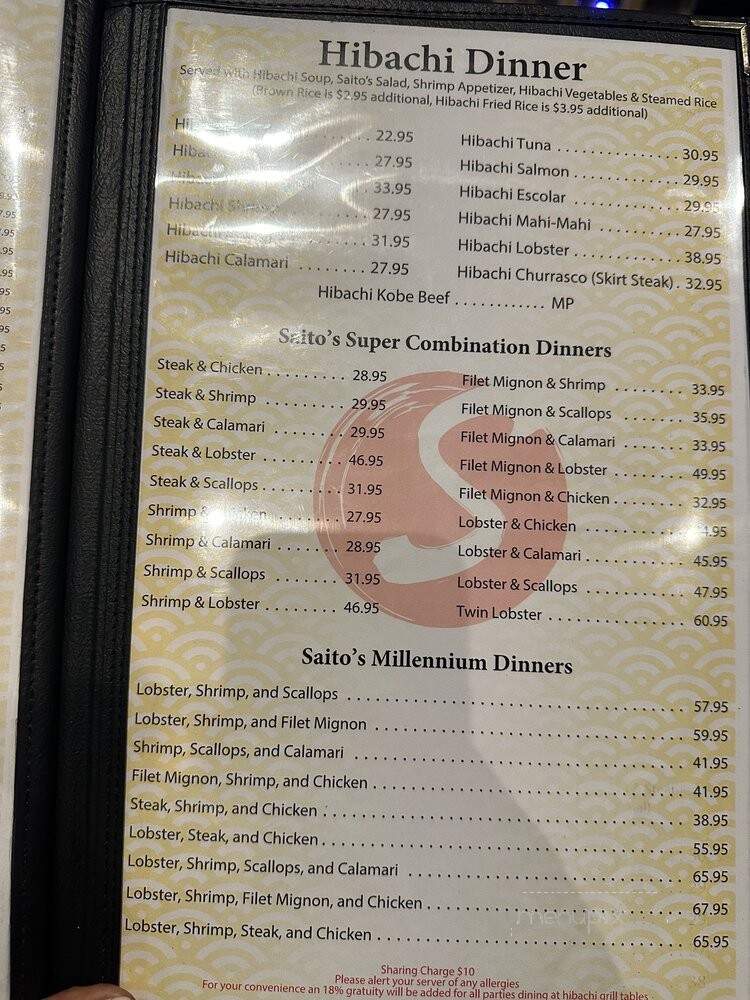 Hibachi Dinner
Served with Hibachi Soup, Saito's Salad, Shrimp Appetizer, Hibachi Vegetables & Steamed Rice
(Brown Rice is $2.95 additional, Hibachi Fried Rice is $3.95 additional)
22.95
27.95
33.95
Hibachi 27.95
Hibachi 31.95
Hibachi Calamari ........ 27.95
Hibachi Tuna ............... 30.95
Hibachi Salmon ............. 29.95
Hibachi Escolar ............. 29.95
Hibachi Mahi-Mahi .......... 27.95
Hibachi Lobster ............. 38.95
Hibachi Churrasco (Skirt Steak) . 32.95
Hibachi Kobe Beef ............ MP
Saito's Super Combination Dinners
Steak & Chicken ......... 28.95
Steak & Shrimp ......... 29.95
Steak & Calamari ........ 29.95
Steak & Lobster ......... 46.95
Steak & Scallops ......... 31.95
Shrimp & Chicken ....... 27.95
Shrimp & Calamari ....... 28.95
Shrimp & Scallops ....... 31.95
Shrimp & Lobster ........ 46.95
Filet Mignon & Shrimp ........ 33.95
Filet Mignon & Scallops ....... 35.95
Filet Mignon & Calamari ....... 33.95
Filet Mignon & Lobster ........ 49.95
Filet Mignon & Chicken ........ 32.95
Lobster & Chicken
Lobster & Calamari ............ 45.95
Lobster & Scallops ............ 47.95
Twin Lobster ................. 60.95
Saito's Millennium Dinners
Lobster, Shrimp, and Scallops ........................................ 57.95
Lobster, Shrimp, and Filet Mignon .................................... 59.95
Shrimp, Scallops, and Calamari ....................................... 41.95
Filet Mignon, Shrimp, and Chicken .................................... 41.95
Steak, Shrimp, and Chicken .......................................... 38.95
Lobster, Steak, and Chicken .......................................... 55.95
Lobster, Shrimp, Scallops, and Calamari ............................... 65.95
Lobster, Shrimp, Filet Mignon, and Chicken ............................ 67.95
Lobster, Shrimp, Steak, and Chicken .................................. 65.95
Sharing Charge $10
Please alert your server of any allergies
For your convenience an 18% gratuity will be added for all parties dining at hibachi grill tables